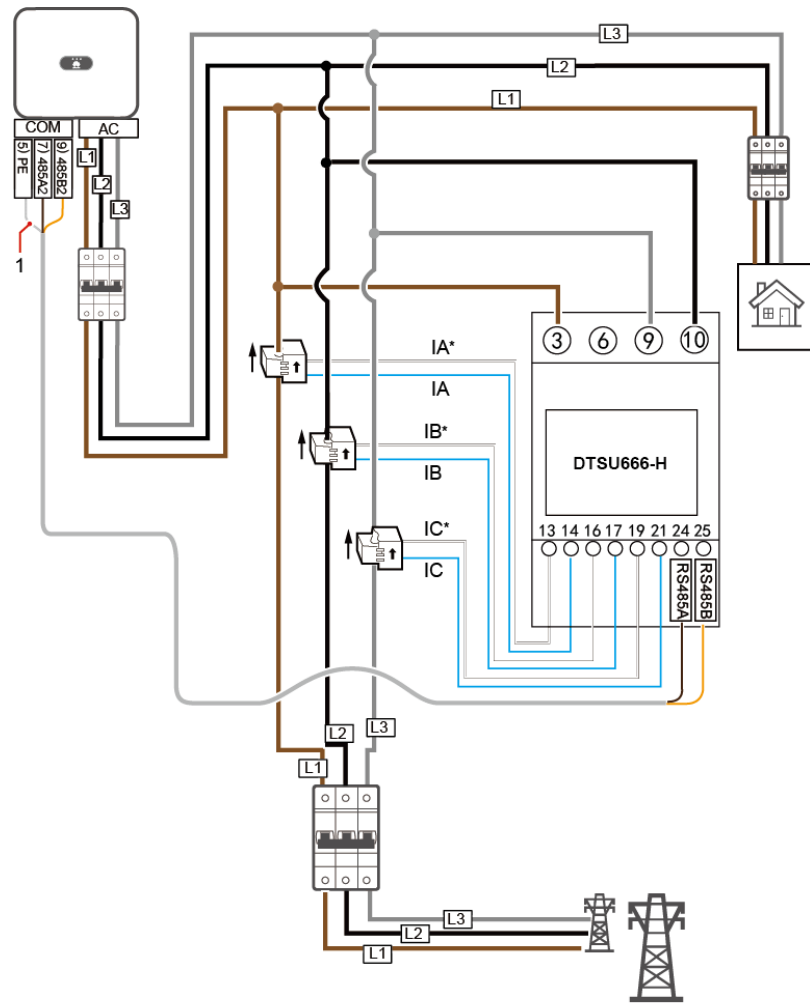 L3
L2
L1
COM
AC
5) PE
7) 485A2
9) 485B2
L1
L2
L3
1
3
6
9
10
IA*
IA
IB*
IB
IC*
IC
DTSU666-H
13 14 16 17 19 21 24 25
RS485A
RS485B
L1
L2
L3
L3
L2
L1